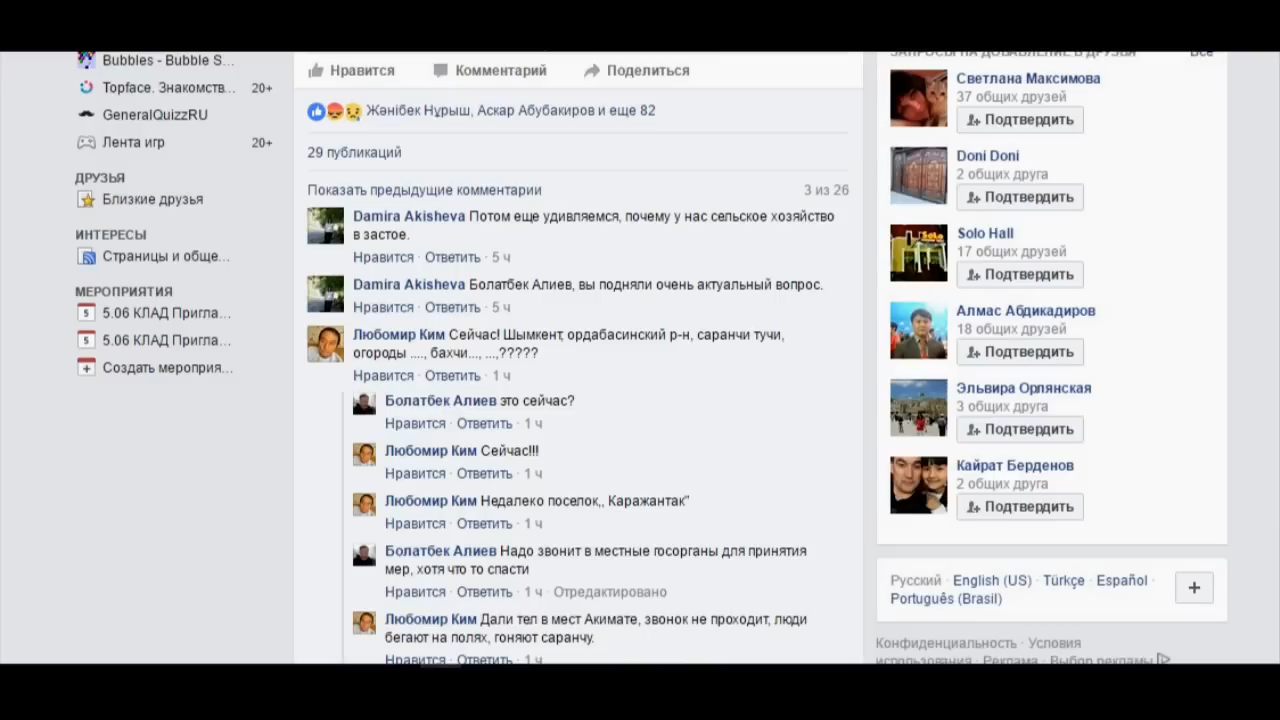 Bubbles - Bubble S...
Topface. Знакомств... 20+
GeneralQuizzRU
Лента игр 20+
ДРУЗЬЯ
Близкие друзья
ИНТЕРЕСЫ
Страницы и обще...
МЕРОПРИЯТИЯ
5 5.06 КЛАД Пригла...
5 5.06 КЛАД Пригла...
Создать мероприя...
Нравится Комментарий Поделиться
Жәнібек Нұрыш, Аскар Абубакиров и еще 82
29 публикаций
Показать предыдущие комментарии 3 из 26
Damira Akisheva Потом еще удивляемся, почему у нас сельское хозяйство
в застое.
Нравится · Ответить · 5 ч
Damira Akisheva Болатбек Алиев, вы подняли очень актуальный вопрос.
Нравится · Ответить · 5 ч
Любомир Ким Сейчас! Шымкент, ордабасинский р-н, саранчи тучи,
огороды ...., бахчи..., ...,?????
Нравится · Ответить · 1 ч
Болатбек Алиев это сейчас?
Нравится · Ответить · 1 ч
Любомир Ким Сейчас!!!
Нравится · Ответить · 1 ч
Любомир Ким Недалеко поселок,, Каражантак"
Нравится · Ответить · 1 ч
Болатбек Алиев Надо звонит в местные госорганы для принятия
мер, хотя что то спасти
Нравится · Ответить · 1 ч · Отредактировано
Любомир Ким Дали тел в мест Акимате, звонок не проходит, люди
бегают на полях, гоняют саранчу.
Нравится · Ответить · 1 ч
ЗАПРОСЫ НА ДОБАВЛЕНИЕ В ДРУЗЬЯ Все
Светлана Максимова
37 общих друзей
Подтвердить
Doni Doni
2 общих друга
Подтвердить
Solo Hall
17 общих друзей
Подтвердить
Алмас Абдикадиров
18 общих друзей
Подтвердить
Эльвира Орлянская
3 общих друга
Подтвердить
Кайрат Берденов
2 общих друга
Подтвердить
Русский · English (US) · Türkçe · Español ·
Português (Brasil)
Конфиденциальность · Условия
использования · Реклама · Выбор рекламы